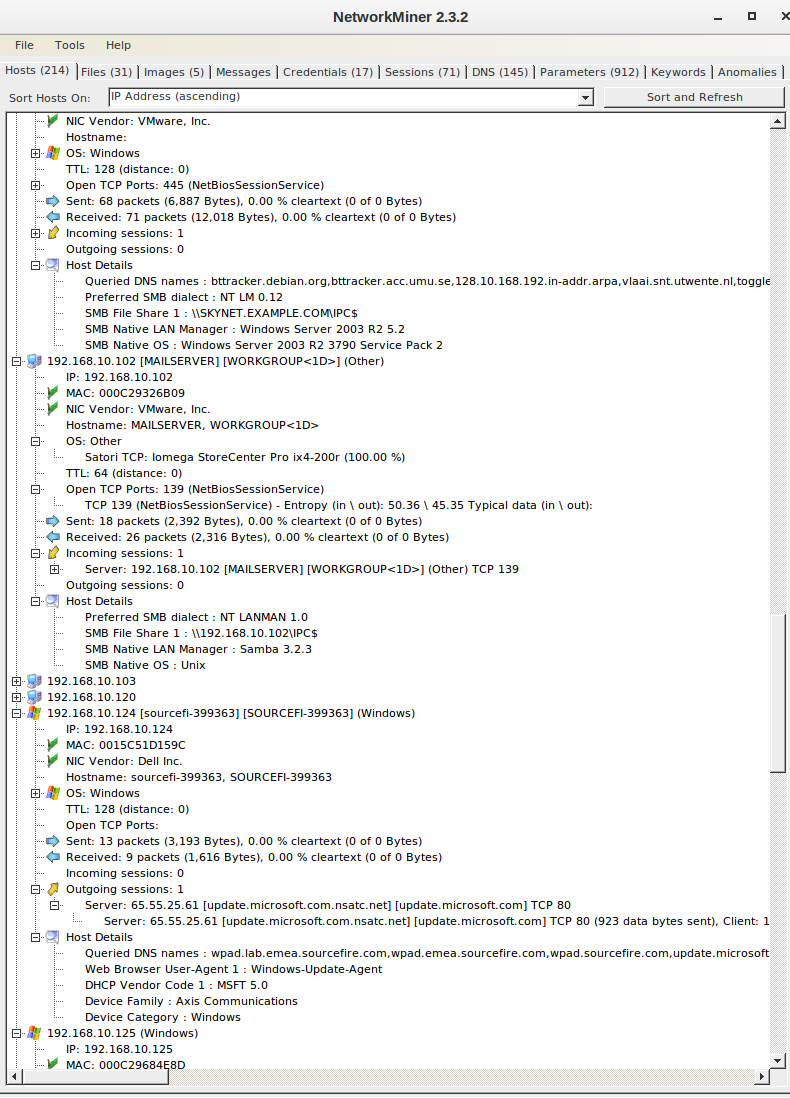 NetworkMiner 2.3.2
File Tools Help
Hosts (214) Files (31) Images (5) Messages Credentials (17) Sessions (71) DNS (145) Parameters (912) Keywords Anomalies
Sort Hosts On: IP Address (ascending) Sort and Refresh
NIC Vendor: VMware, Inc.
Hostname:
OS: Windows
TTL: 128 (distance: 0)
Open TCP Ports: 445 (NetBiosSessionService)
Sent: 68 packets (6,887 Bytes), 0.00 % cleartext (0 of 0 Bytes)
Received: 71 packets (12,018 Bytes), 0.00 % cleartext (0 of 0 Bytes)
Incoming sessions: 1
Outgoing sessions: 0
Host Details
Queried DNS names : bttracker.debian.org,bttracker.acc.umu.se,128.10.168.192.in-addr.arpa,vlaai.snt.utwente.nl,toggle
Preferred SMB dialect : NT LM 0.12
SMB File Share 1 : \\SKYNET.EXAMPLE.COM\IPC$
SMB Native LAN Manager : Windows Server 2003 R2 5.2
SMB Native OS : Windows Server 2003 R2 3790 Service Pack 2
192.168.10.102 [MAILSERVER] [WORKGROUP<1D>] (Other)
IP: 192.168.10.102
MAC: 000C29326B09
NIC Vendor: VMware, Inc.
Hostname: MAILSERVER, WORKGROUP<1D>
OS: Other
Satori TCP: Iomega StoreCenter Pro ix4-200r (100.00 %)
TTL: 64 (distance: 0)
Open TCP Ports: 139 (NetBiosSessionService)
TCP 139 (NetBiosSessionService) - Entropy (in \ out): 50.36 \ 45.35 Typical data (in \ out):
Sent: 18 packets (2,392 Bytes), 0.00 % cleartext (0 of 0 Bytes)
Received: 26 packets (2,316 Bytes), 0.00 % cleartext (0 of 0 Bytes)
Incoming sessions: 1
Server: 192.168.10.102 [MAILSERVER] [WORKGROUP<1D>] (Other) TCP 139
Outgoing sessions: 0
Host Details
Preferred SMB dialect : NT LANMAN 1.0
SMB File Share 1 : \\192.168.10.102\IPC$
SMB Native LAN Manager : Samba 3.2.3
SMB Native OS : Unix
192.168.10.103
192.168.10.120
192.168.10.124 [sourcefi-399363] [SOURCEFI-399363] (Windows)
IP: 192.168.10.124
MAC: 0015C51D159C
NIC Vendor: Dell Inc.
Hostname: sourcefi-399363, SOURCEFI-399363
OS: Windows
TTL: 128 (distance: 0)
Open TCP Ports:
Sent: 13 packets (3,193 Bytes), 0.00 % cleartext (0 of 0 Bytes)
Received: 9 packets (1,616 Bytes), 0.00 % cleartext (0 of 0 Bytes)
Incoming sessions: 0
Outgoing sessions: 1
Server: 65.55.25.61 [update.microsoft.com.nsatc.net] [update.microsoft.com] TCP 80
Server: 65.55.25.61 [update.microsoft.com.nsatc.net] [update.microsoft.com] TCP 80 (923 data bytes sent), Client: 1
Host Details
Queried DNS names : wpad.lab.emea.sourcefire.com,wpad.emea.sourcefire.com,wpad.sourcefire.com,update.microsoft
Web Browser User-Agent 1 : Windows-Update-Agent
DHCP Vendor Code 1 : MSFT 5.0
Device Family : Axis Communications
Device Category : Windows
192.168.10.125 (Windows)
IP: 192.168.10.125
MAC: 000C29684E8D